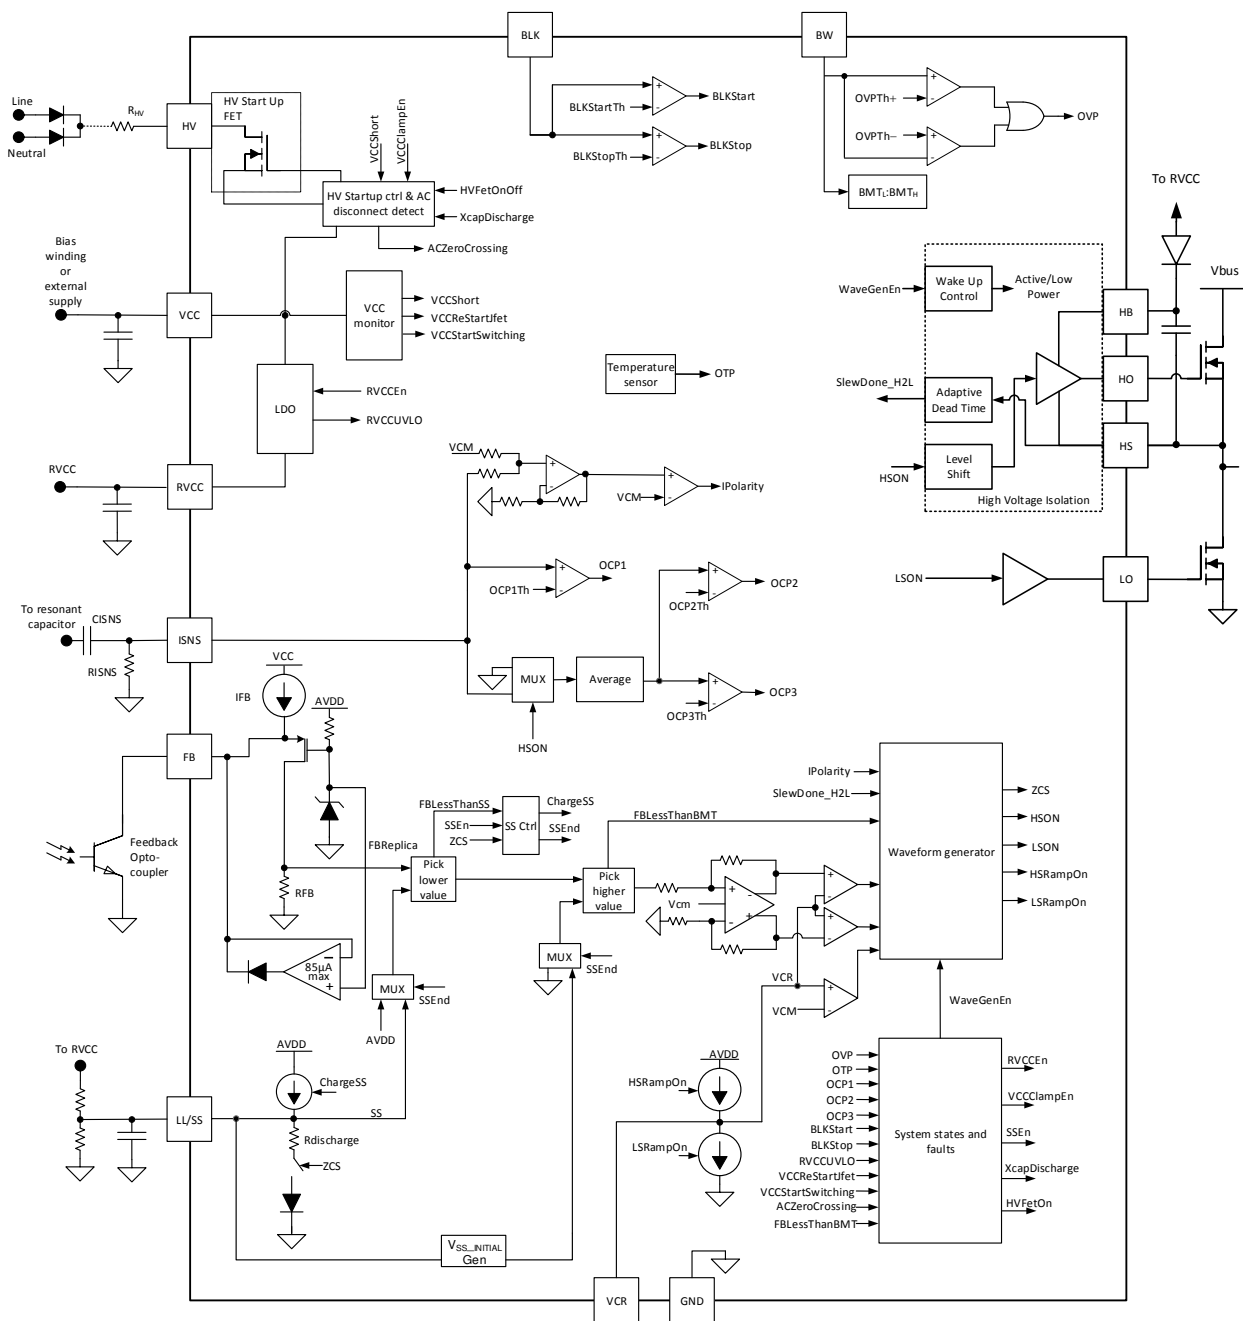 BLK
BW
Line
Neutral
RHV
HV
HV Start Up
FET
VCCShort
VCCClampEn
HV Startup ctrl & AC
disconnect detect
HVFetOnOff
XcapDischarge
ACZeroCrossing
BLKStartTh
BLKStart
BLKStopTh
BLKStop
OVPTh+
OVPTh−
OVP
BMTL:BMTH
To RVCC
Vbus
Bias
winding
or
external
supply
VCC
VCC
monitor
VCCShort
VCCReStartJfet
VCCStartSwitching
WaveGenEn
Wake Up
Control
Active/Low
Power
HB
Temperature
sensor
OTP
SlewDone_H2L
Adaptive
Dead Time
HO
LDO
RVCCEn
RVCCUVLO
HS
HSON
Level
Shift
High Voltage Isolation
RVCC
RVCC
VCM
+
-
VCM
+
-
IPolarity
LSON
LO
OCP1Th
+
-
OCP1
OCP2Th
+
-
OCP2
To resonant
capacitor
CISNS
RISNS
ISNS
MUX
Average
HSON
OCP3Th
+
-
OCP3
VCC
IFB
AVDD
FB
Feedback
Opto-
coupler
FBReplica
RFB
FBLessThanSS
SSEn
ZCS
SS Ctrl
ChargeSS
SSEnd
Pick
lower
value
FBLessThanBMT
Pick
higher
value
Vcm
+
-
-
+
+
-
+
-
IPolarity
SlewDone_H2L
Waveform generator
ZCS
HSON
LSON
HSRampOn
LSRampOn
85µA
max
-
+
MUX
SSEnd
AVDD
MUX
SSEnd
VCR
VCM
+
-
WaveGenEn
To RVCC
LL/SS
AVDD
ChargeSS
SS
Rdischarge
ZCS
VSS_INITIAL
Gen
AVDD
HSRampOn
LSRampOn
OVP
OTP
OCP1
OCP2
OCP3
BLKStart
BLKStop
RVCCUVLO
VCCReStartJfet
VCCStartSwitching
ACZeroCrossing
FBLessThanBMT
System states and
faults
RVCCEn
VCCClampEn
SSEn
XcapDischarge
HVFetOn
VCR
GND